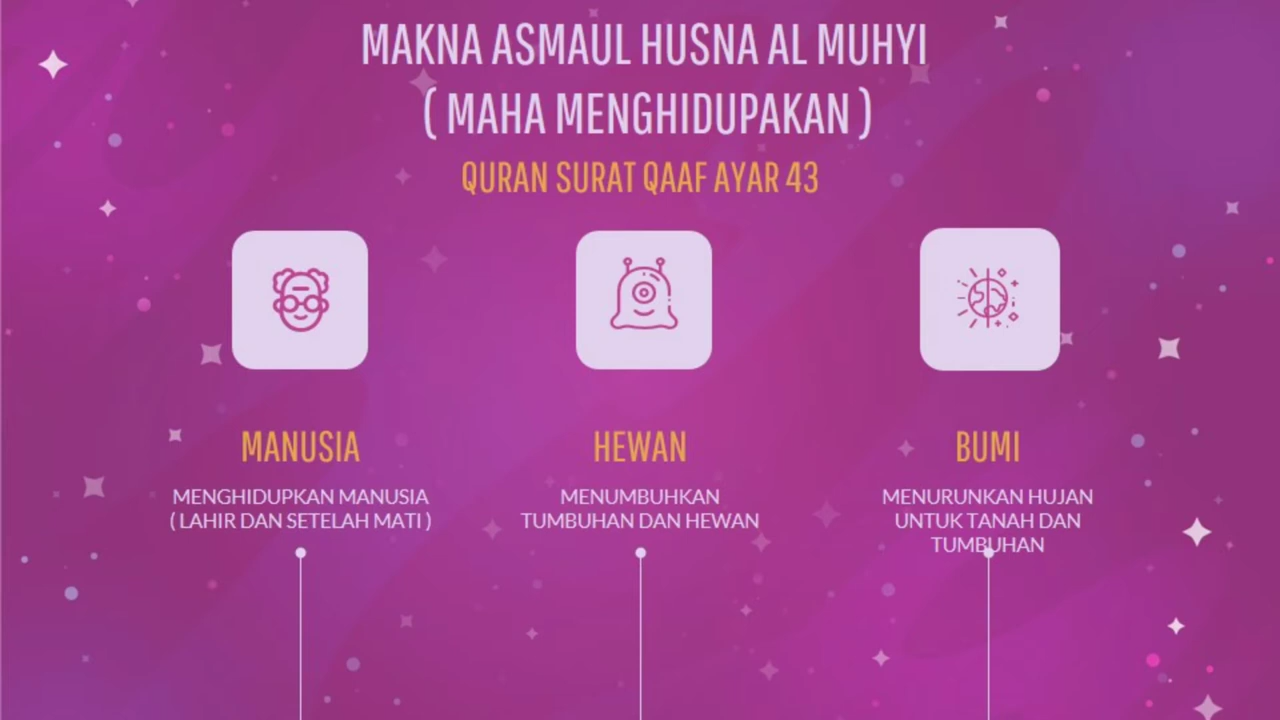 MAKNA ASMAUL HUSNA AL MUHYI
( MAHA MENGHIDUPAKAN )
QURAN SURAT QAAF AYAR 43
MANUSIA
MENGHIDUPKAN MANUSIA
( LAHIR DAN SETELAH MATI )
HEWAN
MENUMBUHKAN
TUMBUHAN DAN HEWAN
BUMI
MENURUNKAN HUJAN
UNTUK TANAH DAN
TUMBUHAN